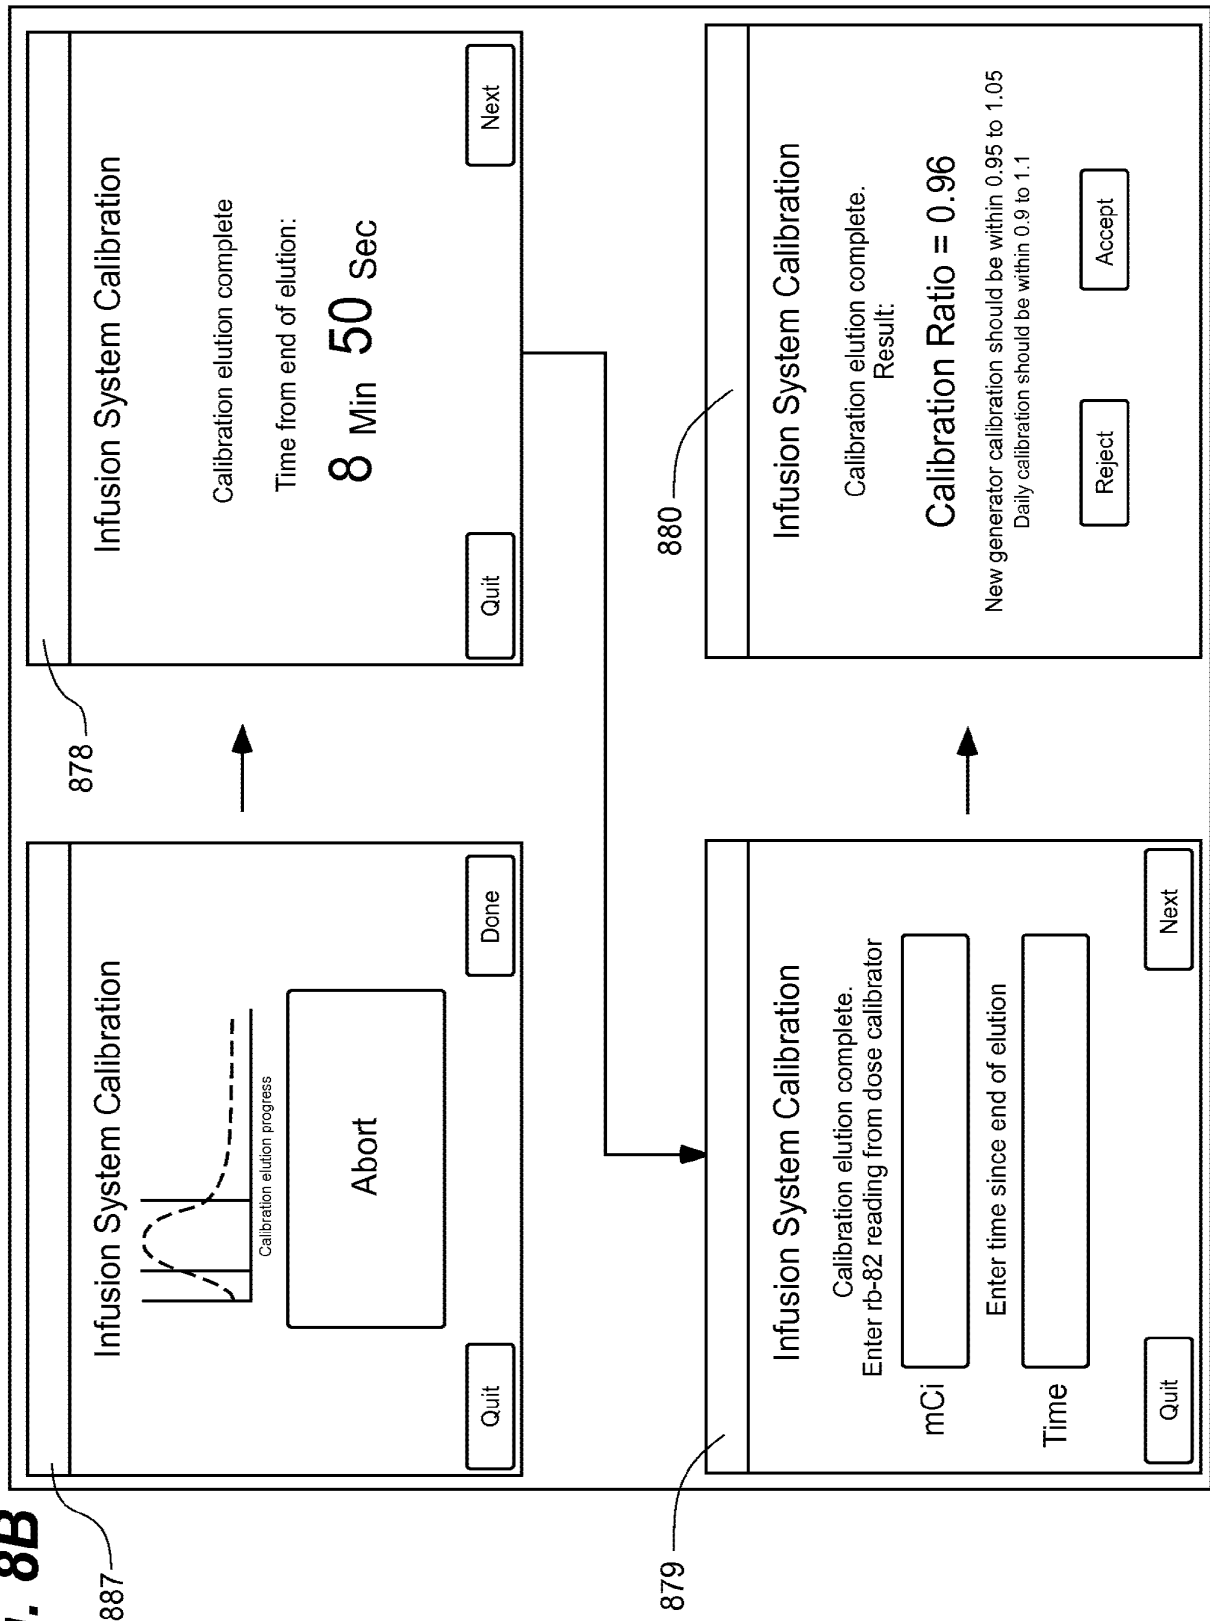 8B
887
Infusion System Calibration
Calibration elution progress
Abort
Quit
Done
878
Infusion System Calibration
Calibration elution complete
Time from end of elution:
8 Min 50 Sec
Quit
Next
879
Infusion System Calibration
Calibration elution complete.
Enter rb-82 reading from dose calibrator
mCi
Enter time since end of elution
Time
Quit
Next
880
Infusion System Calibration
Calibration elution complete.
Result:
Calibration Ratio = 0.96
New generator calibration should be within 0.95 to 1.05
Daily calibration should be within 0.9 to 1.1
Reject
Accept